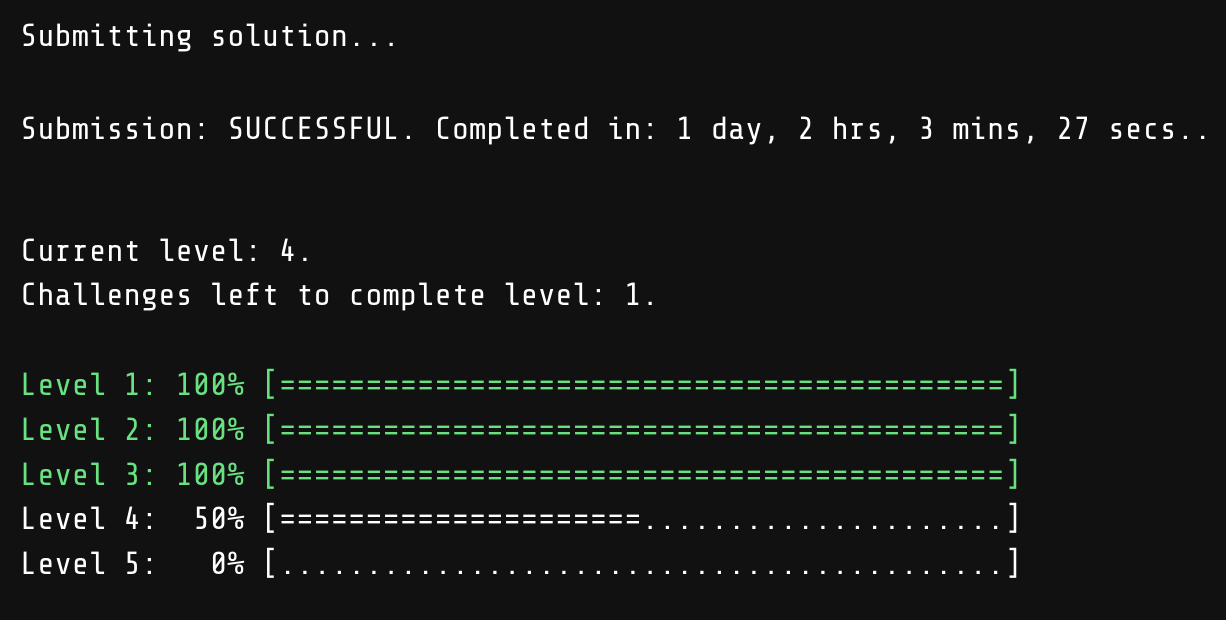 Submitting solution...
Submission: SUCCESSFUL. Completed in: 1 day, 2 hrs, 3 mins, 27 secs..
Current level: 4.
Challenges left to complete level: 1.
Level 1: 100% [==========================================]
Level 2: 100% [==========================================]
Level 3: 100% [==========================================]
Level 4:  50% [=====================.....................]
Level 5:   0% [..........................................]